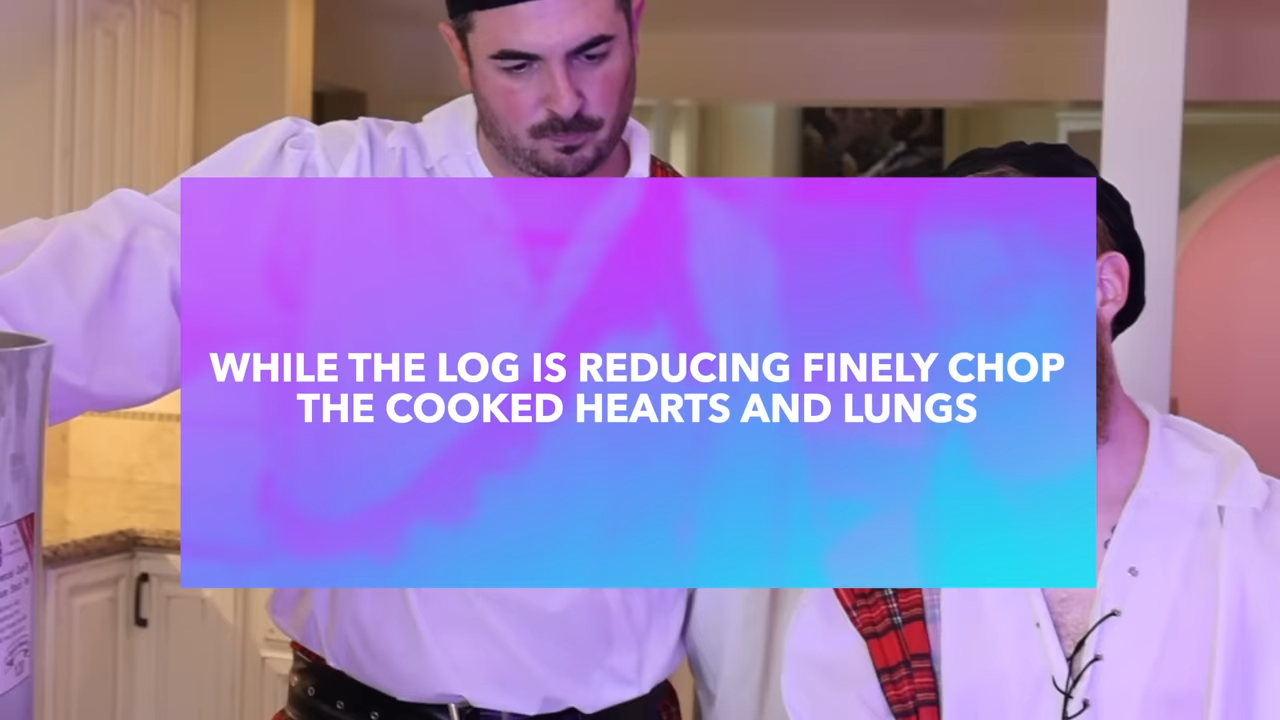 WHILE THE LOG IS REDUCING FINELY CHOP
THE COOKED HEARTS AND LUNGS